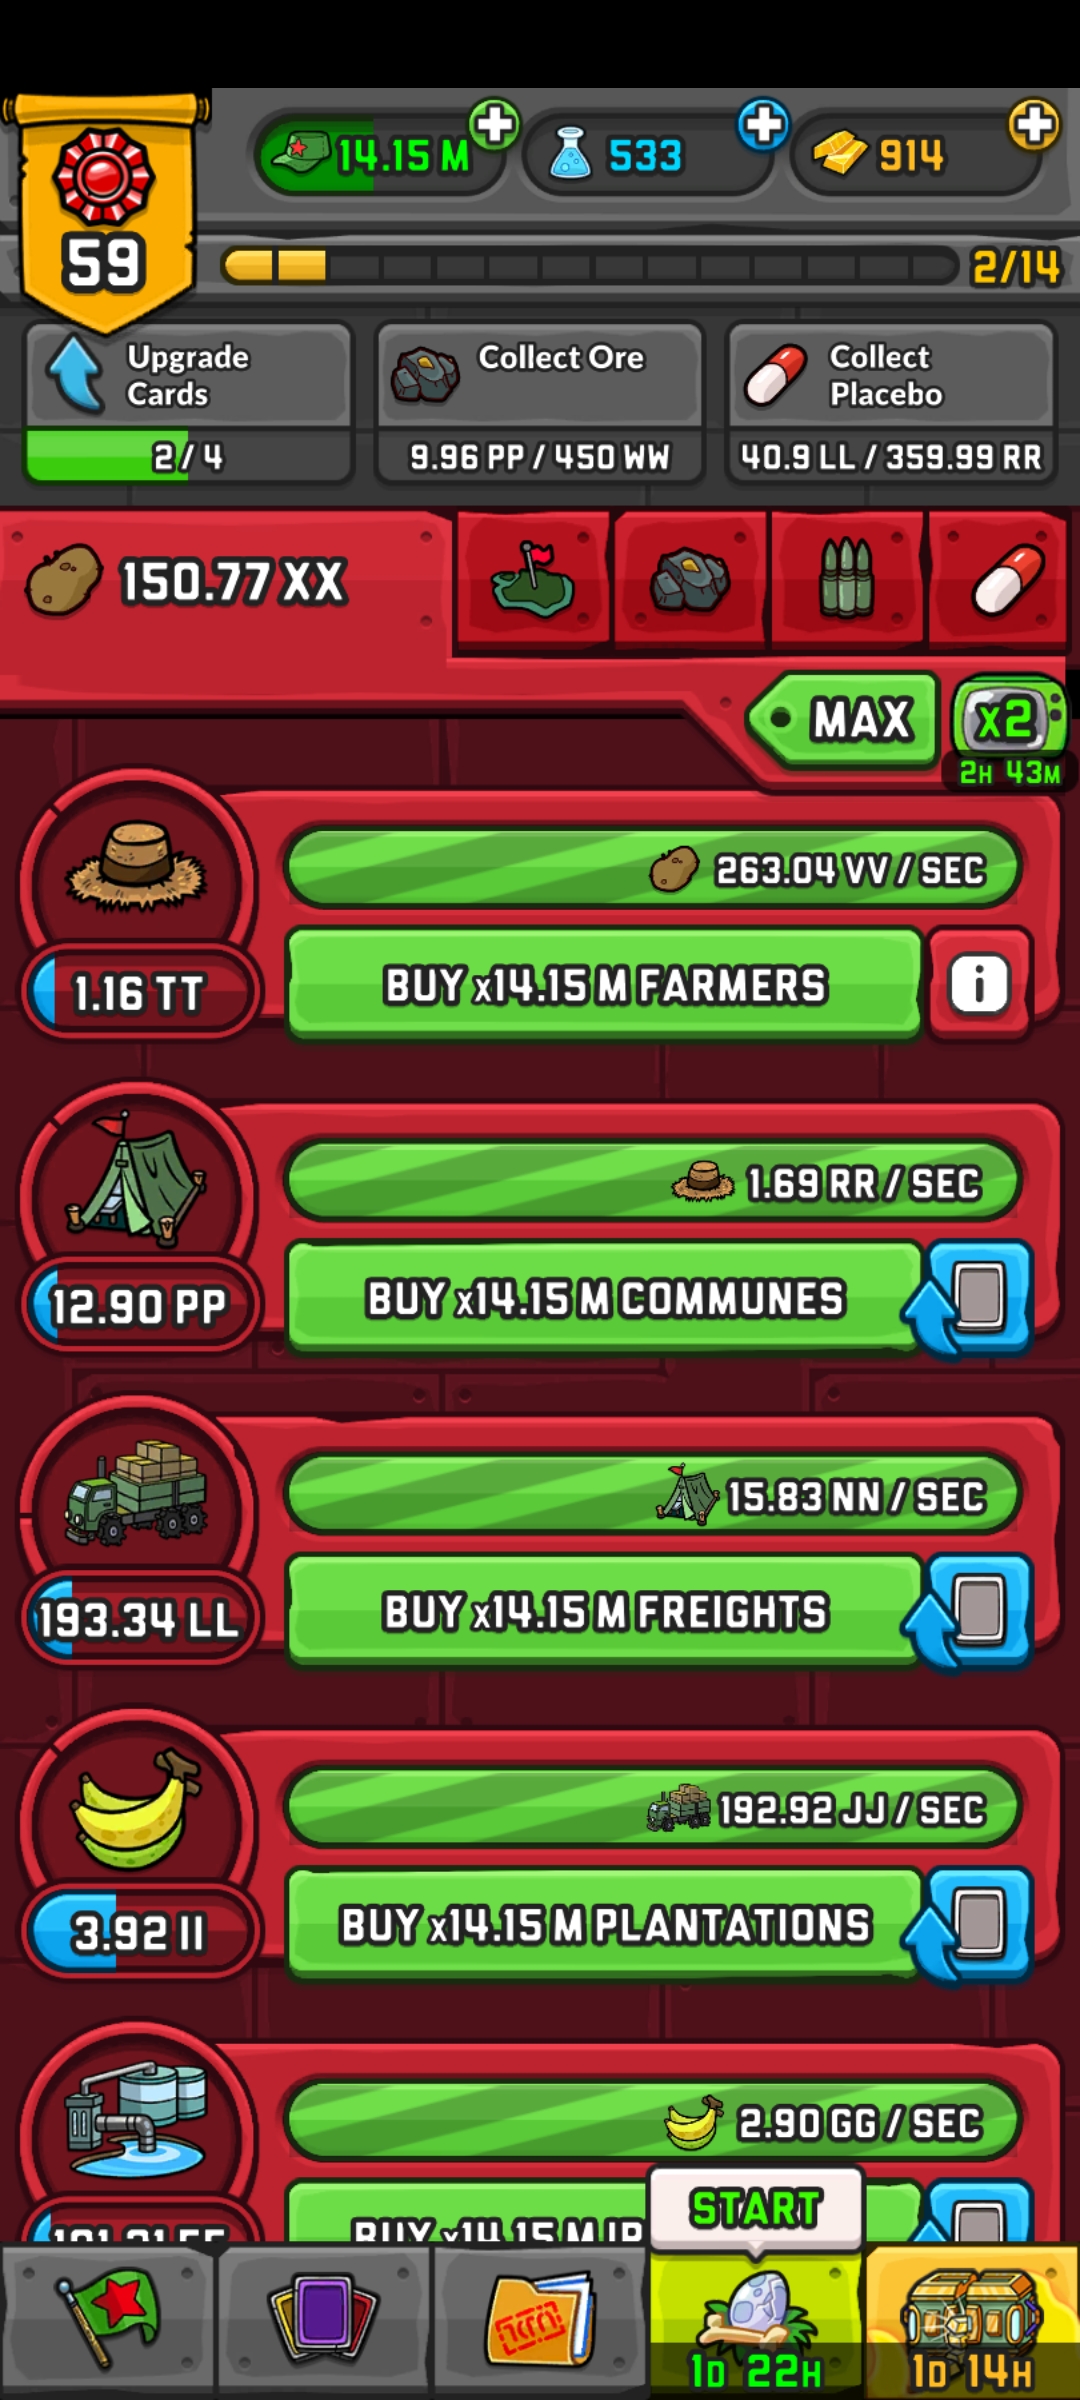 14.15 M
533
914
59
2/14
Upgrade
Cards
2/4
Collect Ore
9.96 PP / 450 WW
Collect
Placebo
40.9 LL / 359.99 RR
150.77 XX
MAX
x2
2H 43M
263.04 VV / SEC
1.16 TT
BUY x14.15 M FARMERS
i
1.69 RR / SEC
12.90 PP
BUY x14.15 M COMMUNES
15.83 NN / SEC
193.34 LL
BUY x14.15 M FREIGHTS
192.92 JJ / SEC
3.92 II
BUY x14.15 M PLANTATIONS
2.90 GG / SEC
BUY x14.15 M
START
1D 22H
1D 14H